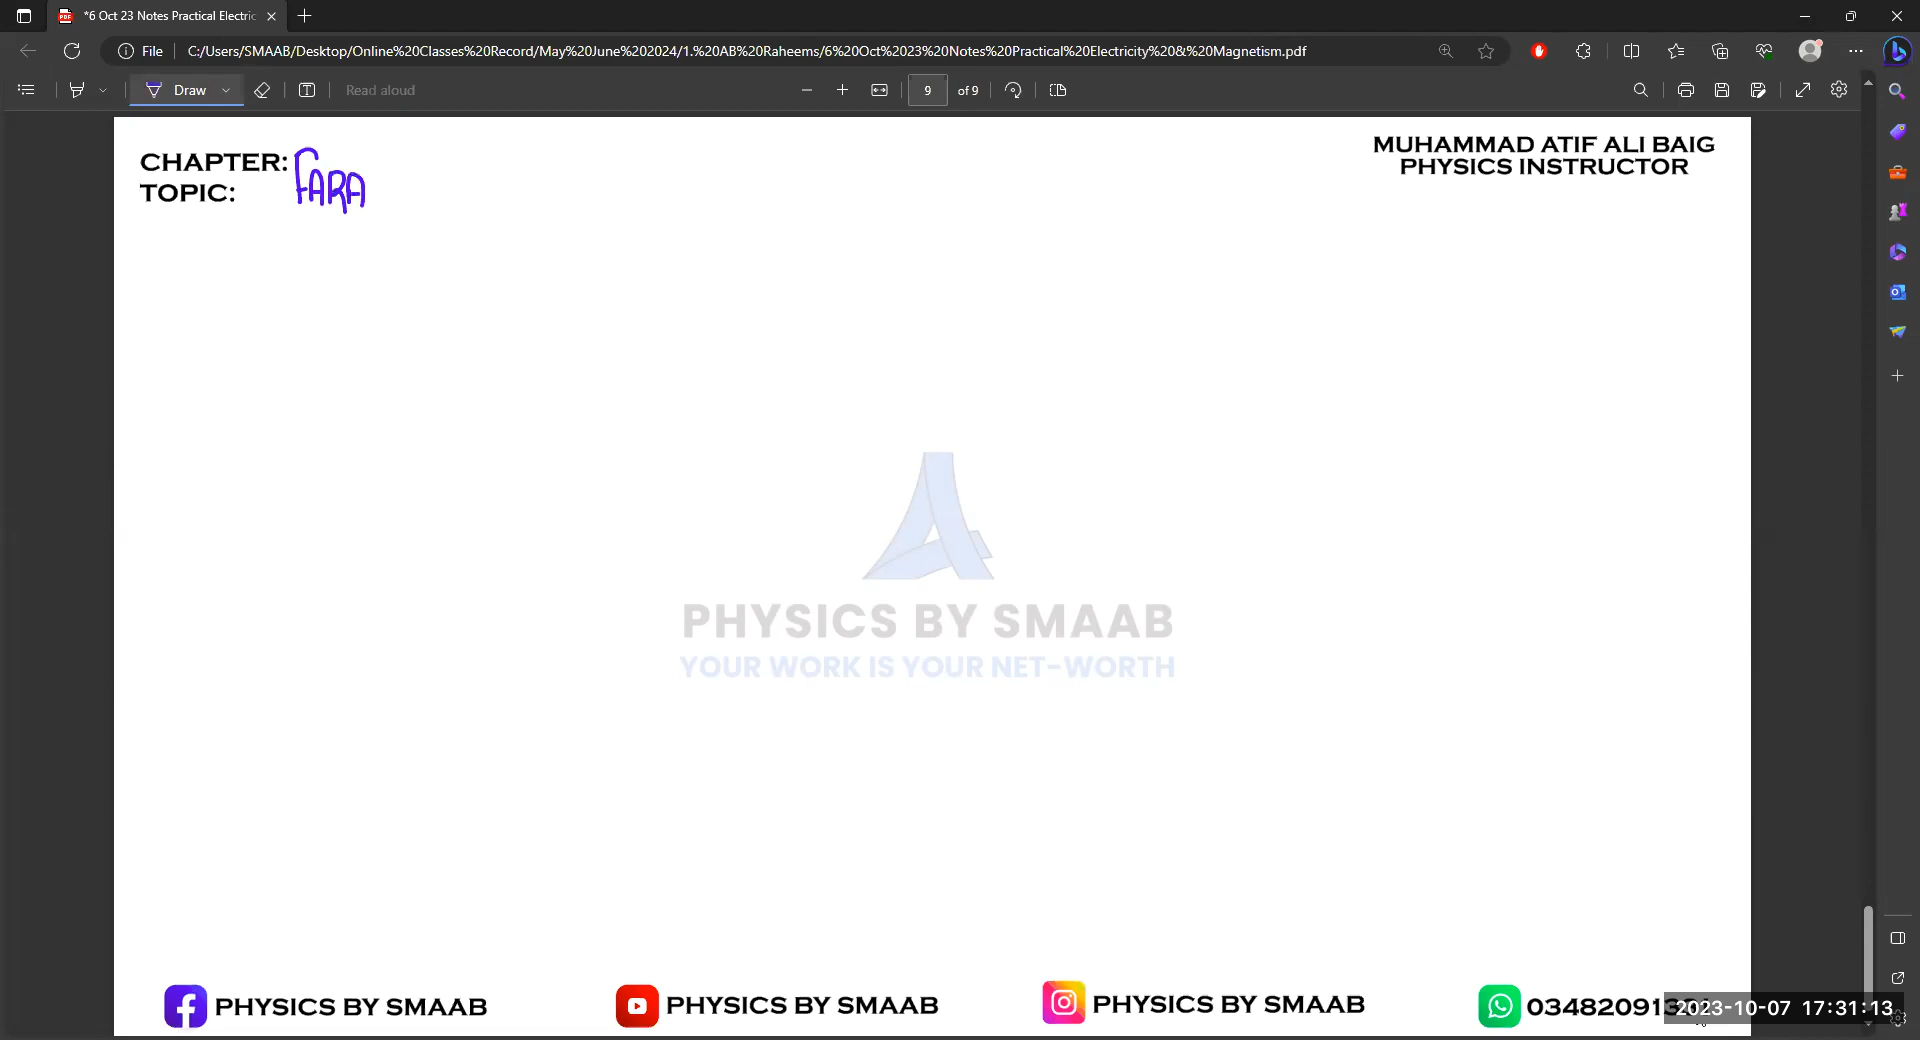 *6 Oct 23 Notes Practical Electric
File
C:/Users/SMAAB/Desktop/Online%20Classes%20Record/May%20June%202024/1.%20AB%20Raheems/6%20Oct%2023%20Notes%20Practical%20Electricity%20&%20Magnetism.pdf
Draw
Read aloud
9
of 9
CHAPTER:
TOPIC:
FARA
MUHAMMAD ATIF ALI BAIG
PHYSICS INSTRUCTOR
PHYSICS BY SMAAB
YOUR WORK IS YOUR NET-WORTH
PHYSICS BY SMAAB
PHYSICS BY SMAAB
PHYSICS BY SMAAB
2023-10-07 17:31:13